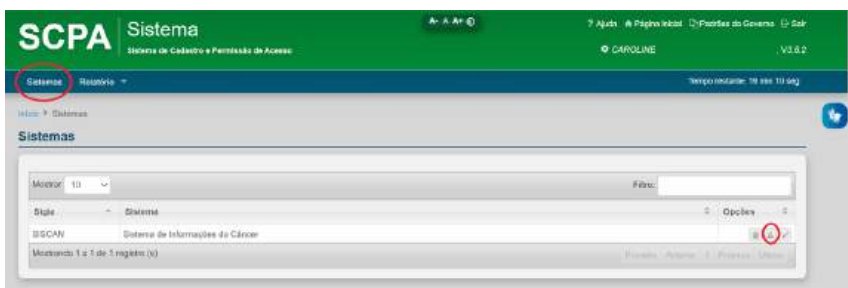 SCPA Sistema
Sistema de Cadastro e Permissão de Acesso
A- A A+
? Ajuda Página Inicial Padrões do Governo Sair
CAROLINE
V3.6.2
Sistemas Relatório
Tempo restante: 19 min 10 seg
Início Sistemas
Sistemas
Mostrar 10
Filtro:
Sigla Sistema Opções
SISCAN Sistema de Informações do Câncer
Mostrando 1 a 1 de 1 registro (s)
Primeiro Anterior 1 Próximo Último